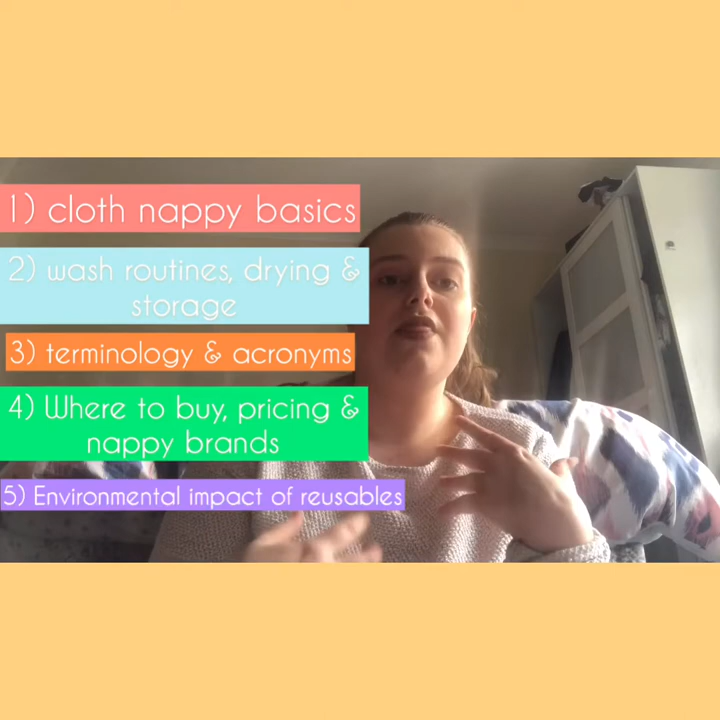 1) cloth nappy basics
2) wash routines, drying &
storage
3) terminology & acronyms
4) Where to buy, pricing &
nappy brands
5) Environmental impact of reusables